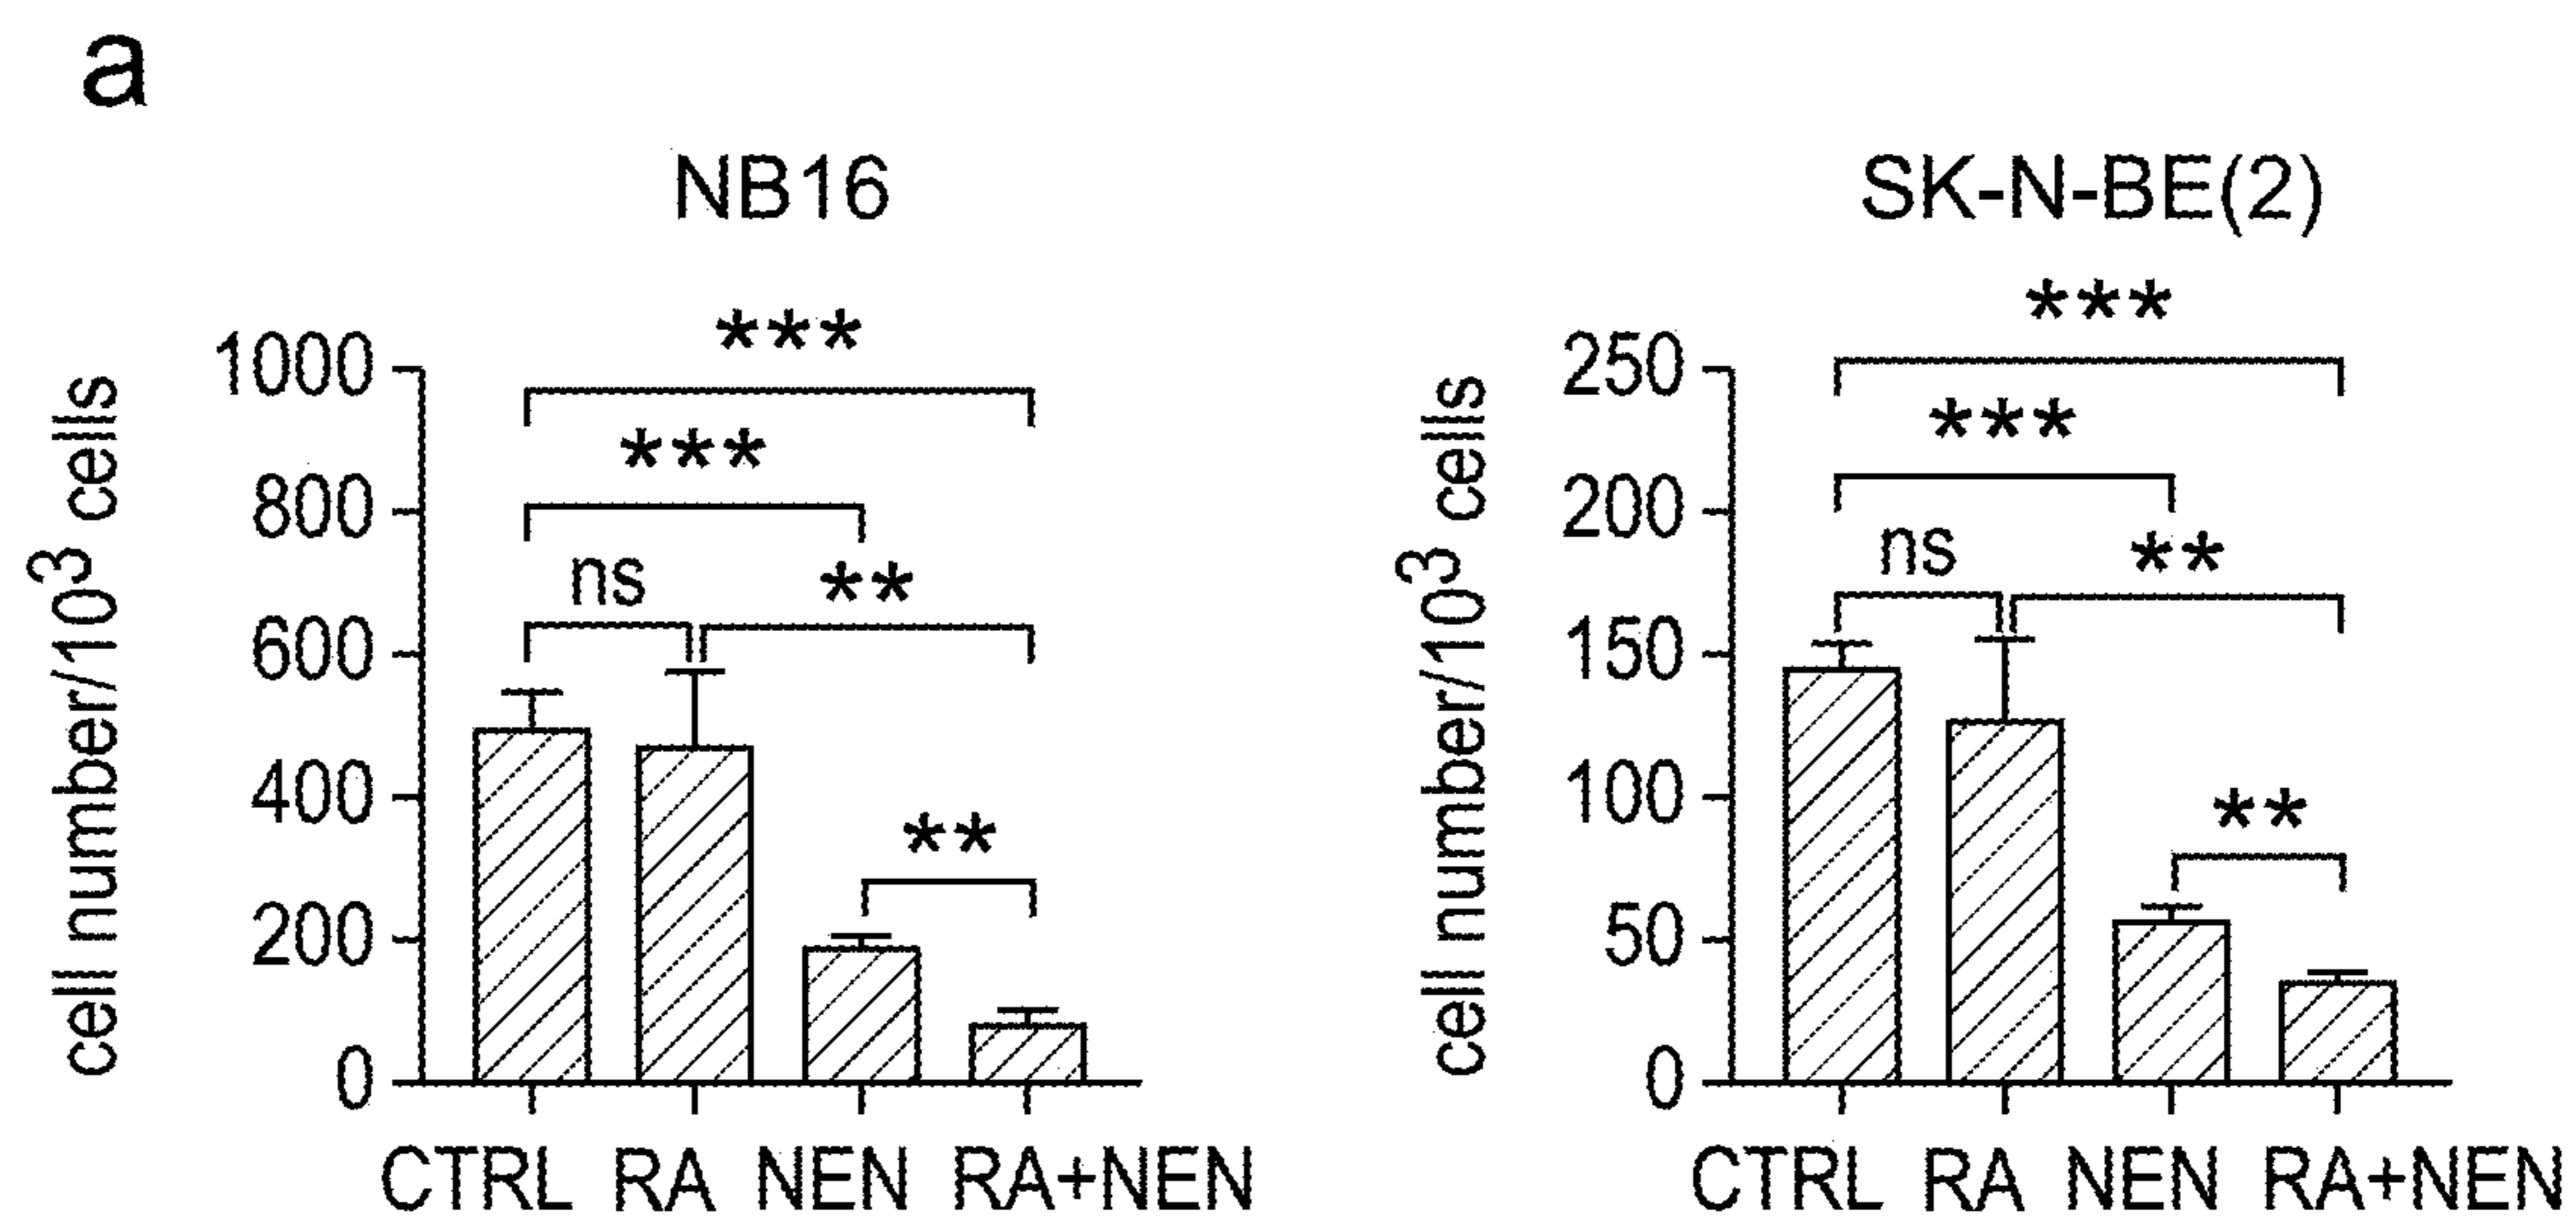 a
NB16
cell number/10³ cells
1000
800
600
400
200
0
***
***
ns
**
**
CTRL RA NEN RA+NEN
SK-N-BE(2)
cell number/10³ cells
250
200
150
100
50
0
***
***
ns
**
**
CTRL RA NEN RA+NEN